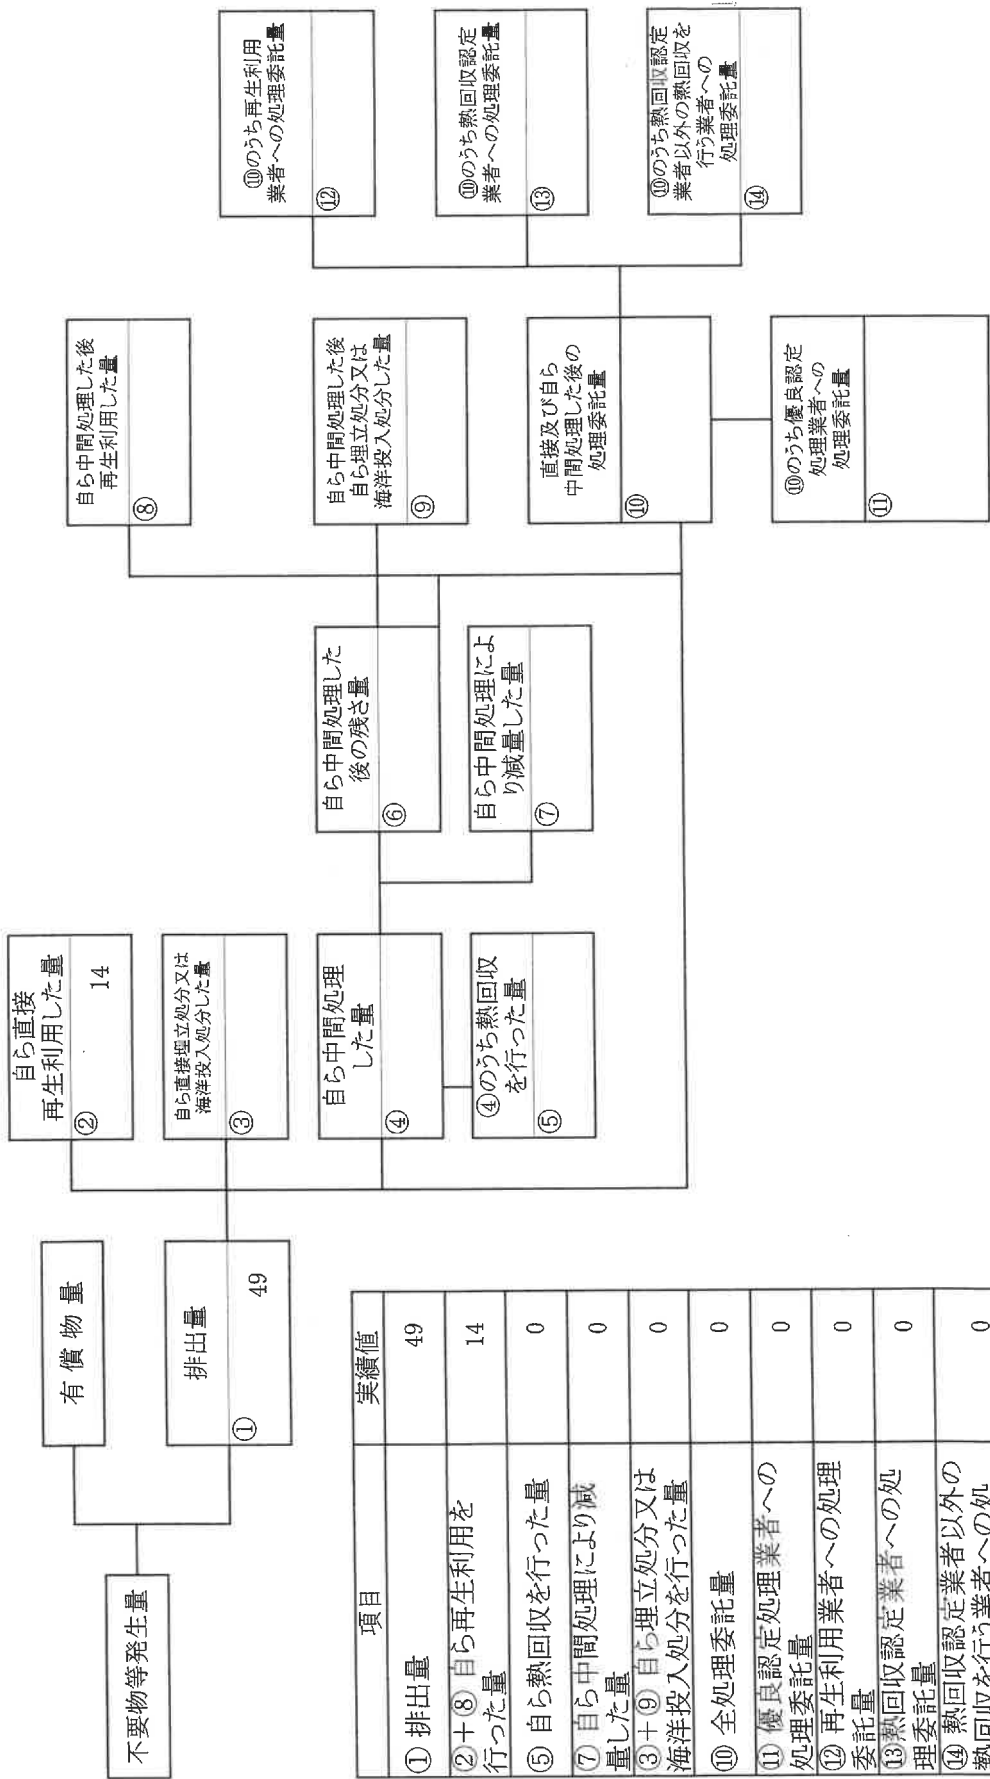 不要物等発生量
有償物量
排出量
① 49
自ら直接
再生利用した量
② 14
自ら直接埋立処分又は
海洋投入処分した量
③
自ら中間処理
した量
④
④のうち熱回収
を行った量
⑤
自ら中間処理した
後の残さ量
⑥
自ら中間処理によ
り減量した量
⑦
自ら中間処理した後
再生利用した量
⑧
自ら中間処理した後
自ら埋立処分又は
海洋投入処分した量
⑨
直接及び自ら
中間処理した後の
処理委託量
⑩
⑩のうち優良認定
処理業者への
処理委託量
⑪
⑩のうち再生利用
業者への処理委託量
⑫
⑩のうち熱回収認定
業者への処理委託量
⑬
⑩のうち熱回収認定
業者以外の熱回収を
行う業者への
処理委託量
⑭
項目 実績値
①排出量 49
②+⑧自ら再生利用を
行った量 14
⑤自ら熱回収を行った量 0
⑦自ら中間処理により減
量した量 0
③+⑨自ら埋立処分又は
海洋投入処分を行った量 0
⑩全処理委託量 0
⑪優良認定処理業者への
処理委託量 0
⑫再生利用業者への処理
委託量 0
⑬熱回収認定業者への処
理委託量 0
⑭熱回収認定業者以外の
熱回収を行う業者への処 0